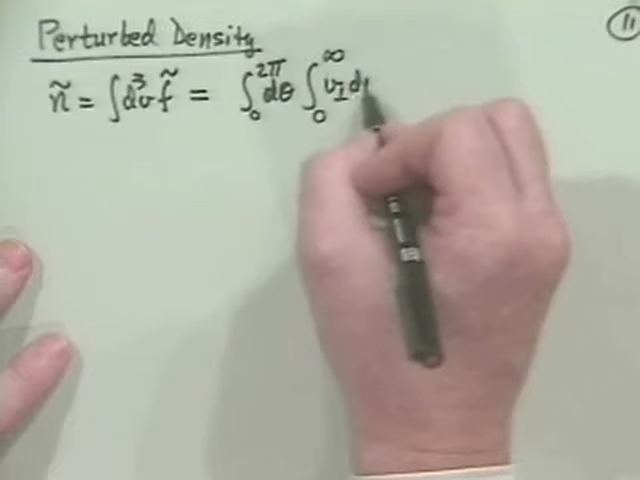 ⑪
Perturbed Density
ñ = ∫d³v f̃ = ∫₀^2π dθ ∫₀^∞ v⊥ d